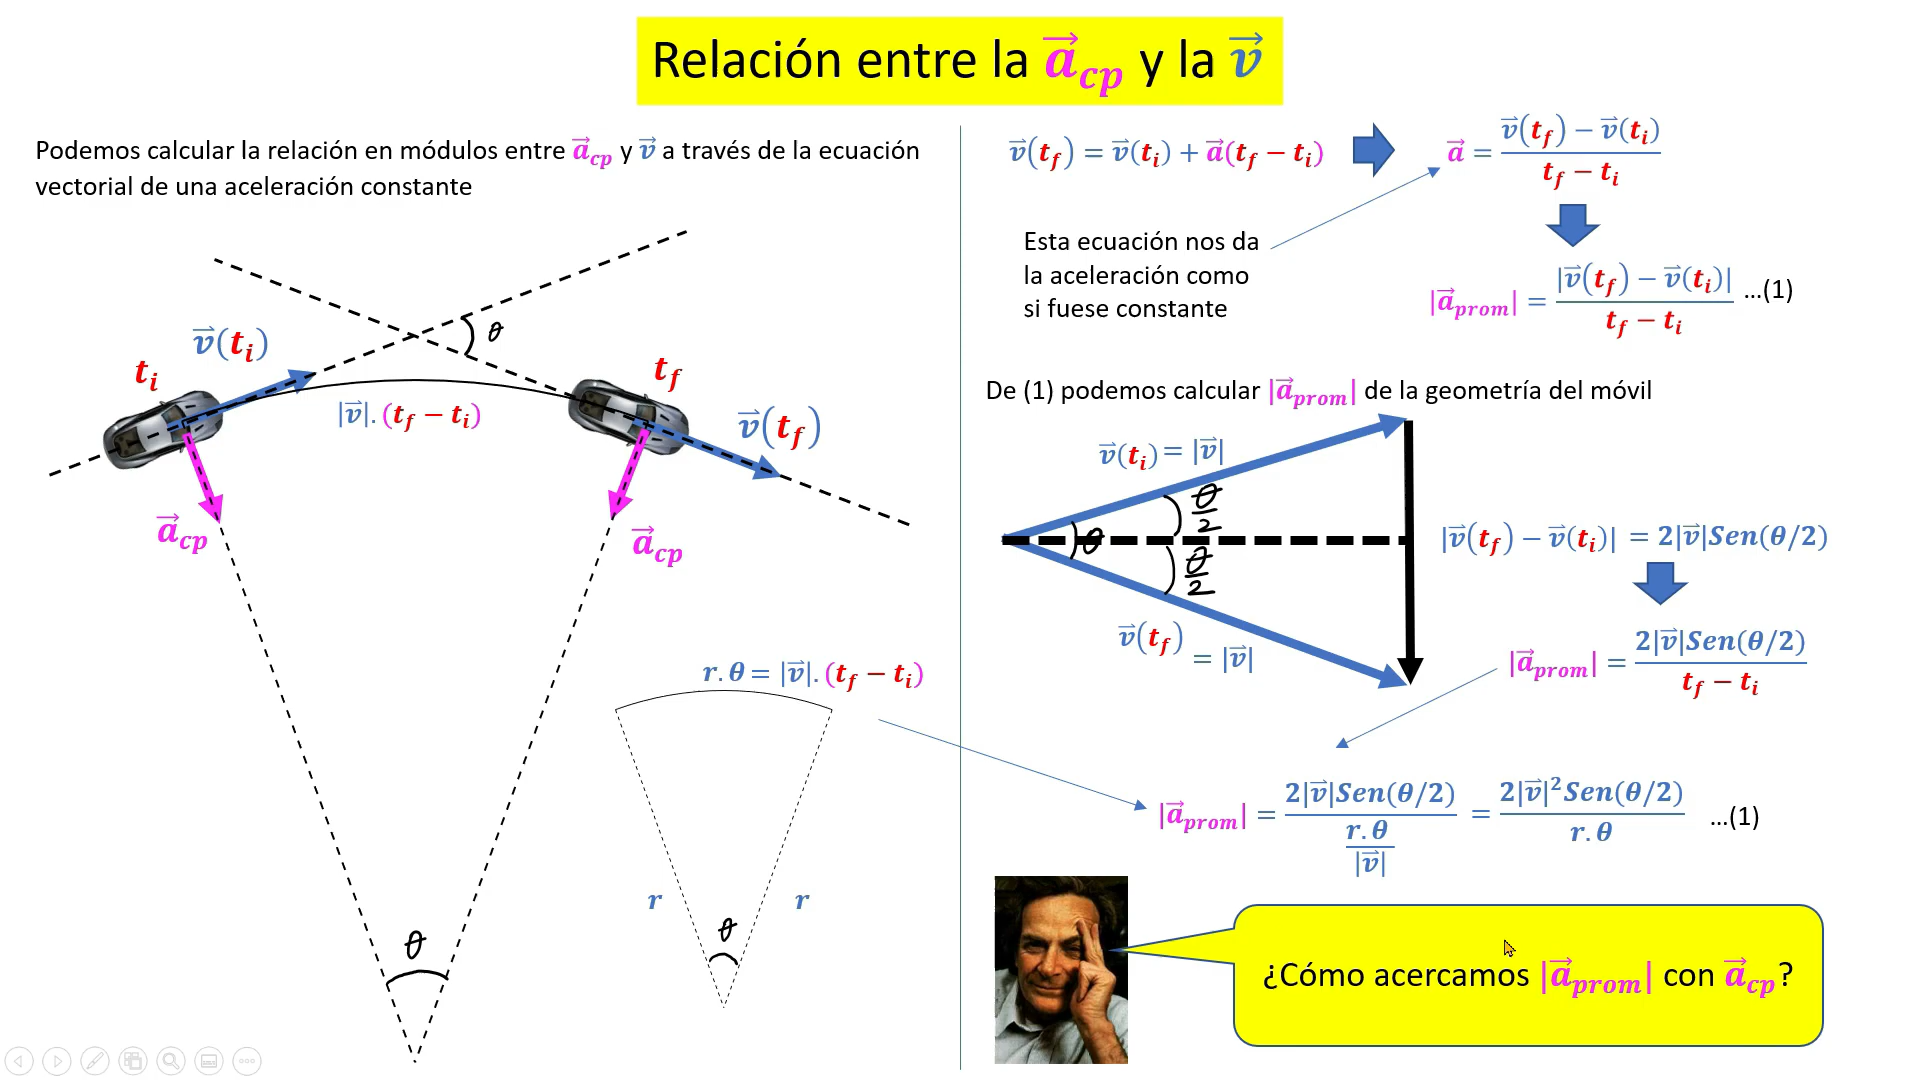 Relación entre la a⃗cp y la v⃗
Podemos calcular la relación en módulos entre a⃗cp y v⃗ a través de la ecuación
vectorial de una aceleración constante
θ
v⃗(ti)
ti
tf
|v⃗|.(tf − ti)
v⃗(tf)
a⃗cp
a⃗cp
θ
r.θ = |v⃗|.(tf − ti)
r
r
θ
v⃗(tf) = v⃗(ti) + a⃗(tf − ti)
a⃗ = (v⃗(tf) − v⃗(ti)) / (tf − ti)
Esta ecuación nos da
la aceleración como
si fuese constante
|a⃗prom| = |v⃗(tf) − v⃗(ti)| / (tf − ti) ...(1)
De (1) podemos calcular |a⃗prom| de la geometría del móvil
v⃗(ti) = |v⃗|
θ/2
θ
θ/2
v⃗(tf) = |v⃗|
|v⃗(tf) − v⃗(ti)| = 2|v⃗|Sen(θ/2)
|a⃗prom| = 2|v⃗|Sen(θ/2) / (tf − ti)
|a⃗prom| = 2|v⃗|Sen(θ/2) / (r.θ / |v⃗|) = 2|v⃗|²Sen(θ/2) / r.θ ...(1)
¿Cómo acercamos |a⃗prom| con a⃗cp?